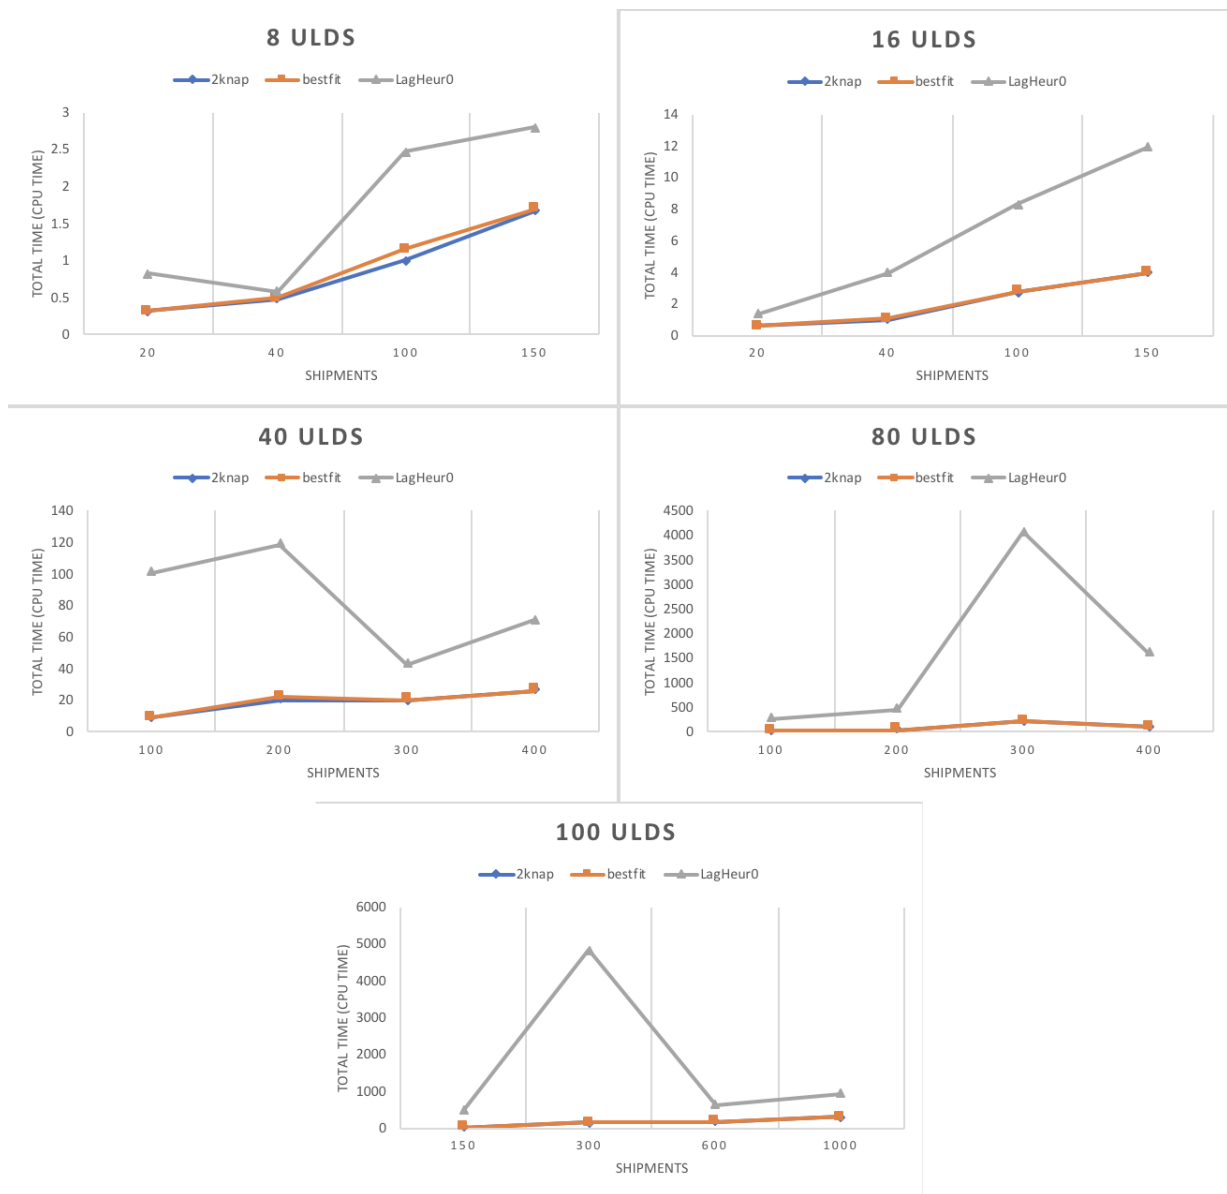 8 ULDS
2knap bestfit LagHeur0
TOTAL TIME (CPU TIME)
3
2.5
2
1.5
1
0.5
0
20 40 100 150
SHIPMENTS
16 ULDS
2knap bestfit LagHeur0
TOTAL TIME (CPU TIME)
14
12
10
8
6
4
2
0
20 40 100 150
SHIPMENTS
40 ULDS
2knap bestfit LagHeur0
TOTAL TIME (CPU TIME)
140
120
100
80
60
40
20
0
100 200 300 400
SHIPMENTS
80 ULDS
2knap bestfit LagHeur0
TOTAL TIME (CPU TIME)
4500
4000
3500
3000
2500
2000
1500
1000
500
0
100 200 300 400
SHIPMENTS
100 ULDS
2knap bestfit LagHeur0
TOTAL TIME (CPU TIME)
6000
5000
4000
3000
2000
1000
0
150 300 600 1000
SHIPMENTS